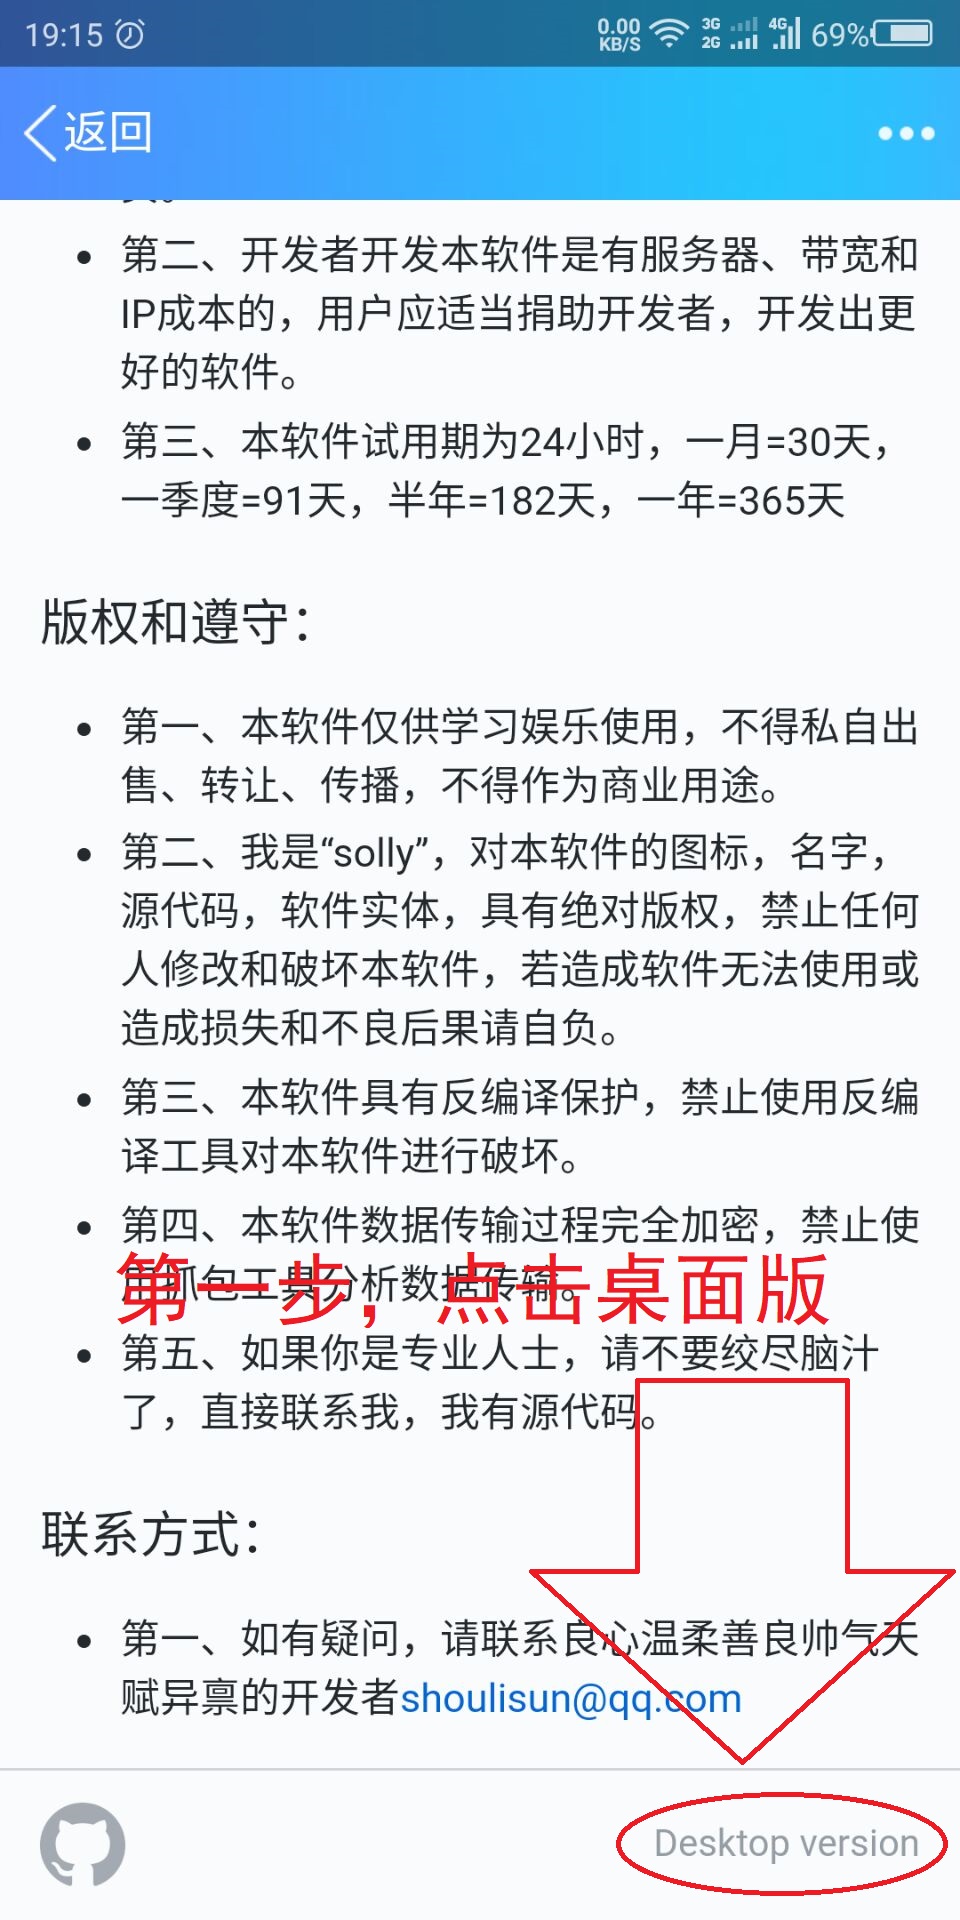 19:15
0.00
KB/S
3G
2G
4G
69%
返回
第二、开发者开发本软件是有服务器、带宽和
IP成本的，用户应适当捐助开发者，开发出更
好的软件。
第三、本软件试用期为24小时，一月=30天，
一季度=91天，半年=182天，一年=365天
版权和遵守：
第一、本软件仅供学习娱乐使用，不得私自出
售、转让、传播，不得作为商业用途。
第二、我是“solly”，对本软件的图标，名字，
源代码，软件实体，具有绝对版权，禁止任何
人修改和破坏本软件，若造成软件无法使用或
造成损失和不良后果请自负。
第三、本软件具有反编译保护，禁止使用反编
译工具对本软件进行破坏。
第四、本软件数据传输过程完全加密，禁止使
用抓包工具分析数据传输。
第一步，点击桌面版
第五、如果你是专业人士，请不要绞尽脑汁
了，直接联系我，我有源代码。
联系方式：
第一、如有疑问，请联系良心温柔善良帅气天
赋异禀的开发者shoulisun@qq.com
Desktop version